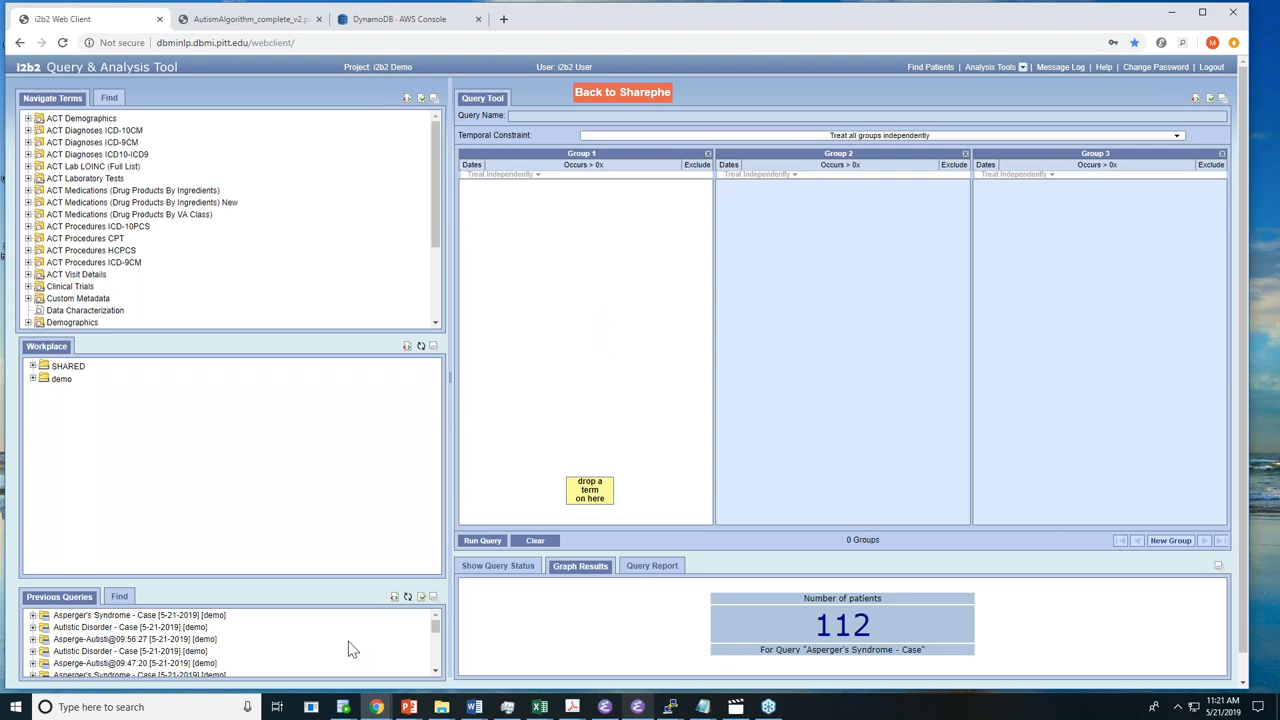 i2b2 Web Client
AutismAlgorithm_complete_v2.p
DynamoDB - AWS Console
Not secure
dbminlp.dbmi.pitt.edu/webclient/
M
i2b2 Query & Analysis Tool
Project: i2b2 Demo
User: i2b2 User
Find Patients | Analysis Tools | Message Log | Help | Change Password | Logout
Navigate Terms
Find
ACT Demographics
ACT Diagnoses ICD-10CM
ACT Diagnoses ICD-9CM
ACT Diagnoses ICD10-ICD9
ACT Lab LOINC (Full List)
ACT Laboratory Tests
ACT Medications (Drug Products By Ingredients)
ACT Medications (Drug Products By Ingredients) New
ACT Medications (Drug Products By VA Class)
ACT Procedures ICD-10PCS
ACT Procedures CPT
ACT Procedures HCPCS
ACT Procedures ICD-9CM
ACT Visit Details
Clinical Trials
Custom Metadata
Data Characterization
Demographics
Workplace
SHARED
demo
Previous Queries
Find
Asperger's Syndrome - Case [5-21-2019] [demo]
Autistic Disorder - Case [5-21-2019] [demo]
Asperge-Autisti@09:56:27 [5-21-2019] [demo]
Autistic Disorder - Case [5-21-2019] [demo]
Asperge-Autisti@09:47:20 [5-21-2019] [demo]
Asperger's Syndrome - Case [5-21-2019] [demo]
Query Tool
Back to Sharephe
Query Name:
Temporal Constraint:
Treat all groups independently
Group 1
Group 2
Group 3
Dates
Occurs > 0x
Exclude
Dates
Occurs > 0x
Exclude
Dates
Occurs > 0x
Exclude
Treat Independently
Treat Independently
Treat Independently
drop a
term
on here
Run Query
Clear
0 Groups
New Group
Show Query Status
Graph Results
Query Report
Number of patients
112
For Query "Asperger's Syndrome - Case"
Type here to search
11:21 AM
5/21/2019